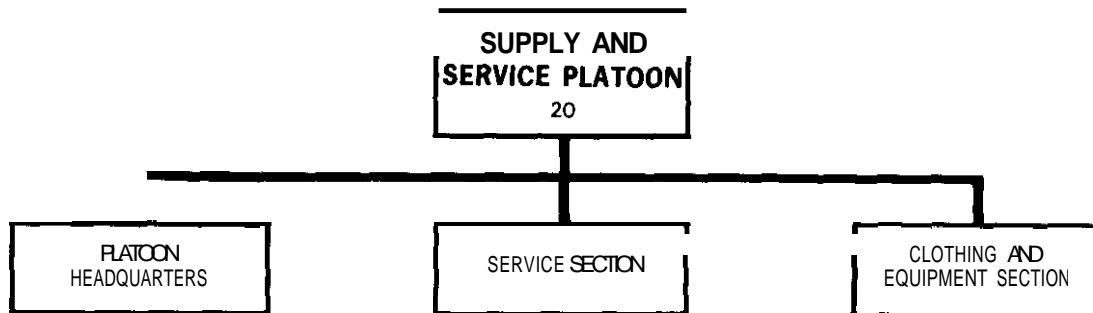 SUPPLY AND
SERVICE PLATOON
20
PLATOON
HEADQUARTERS
SERVICE SECTION
CLOTHING AND
EQUIPMENT SECTION